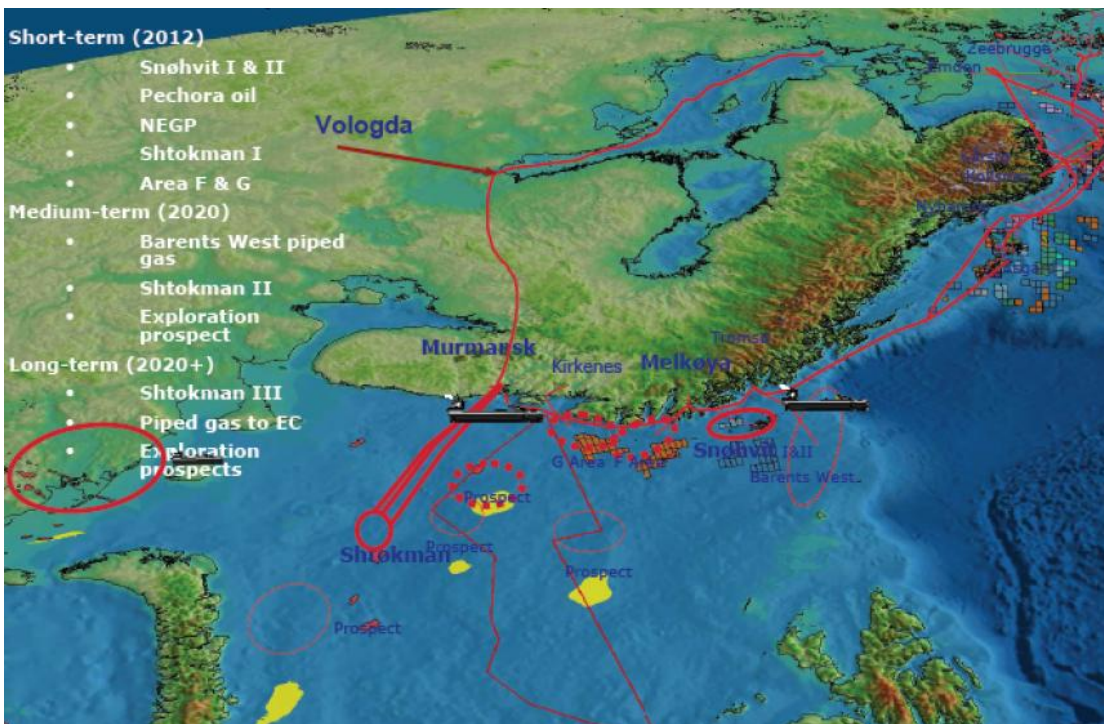 Short-term (2012)
• Snøhvit I & II
• Pechora oil
• NEGP
• Shtokman I
• Area F & G
Medium-term (2020)
• Barents West piped
gas
• Shtokman II
• Exploration
prospect
Long-term (2020+)
• Shtokman III
• Piped gas to EC
• Exploration
prospects
Zeebrugge
Emden
Vologda
Murmansk
Kirkenes
Melkøya
Tromsø
G Area F Area
Snøhvit I&II
Barents West
Prospect
Shtokman
Prospect
Prospect
Prospect